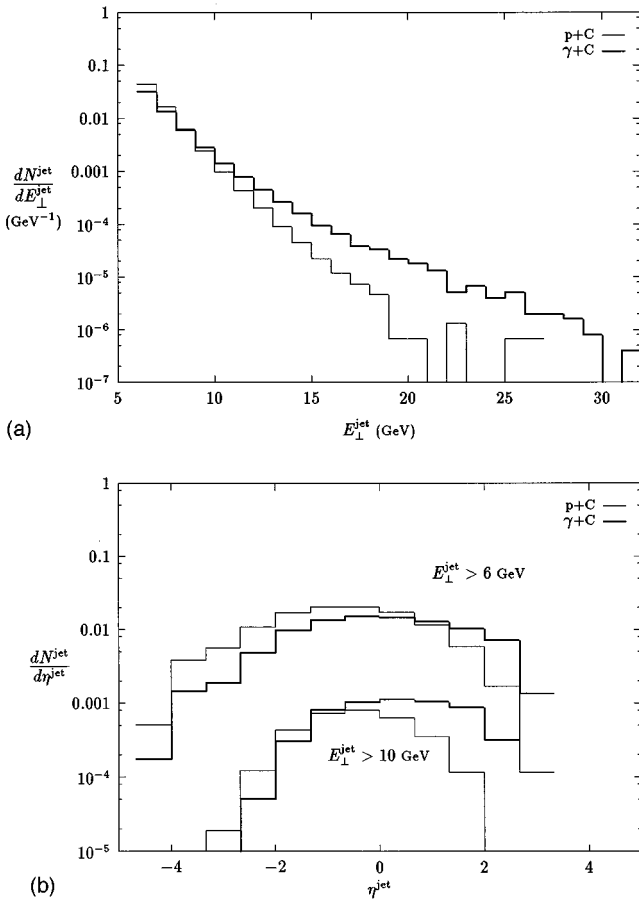 1
0.1
0.01
0.001
10⁻⁴
10⁻⁵
10⁻⁶
10⁻⁷
dN^jet
dE⊥^jet
(GeV⁻¹)
p+C
γ+C
5 10 15 20 25 30
E⊥^jet (GeV)
(a)
1
0.1
0.01
0.001
10⁻⁴
10⁻⁵
dN^jet
dη^jet
p+C
γ+C
E⊥^jet > 6 GeV
E⊥^jet > 10 GeV
−4 −2 0 2 4
η^jet
(b)